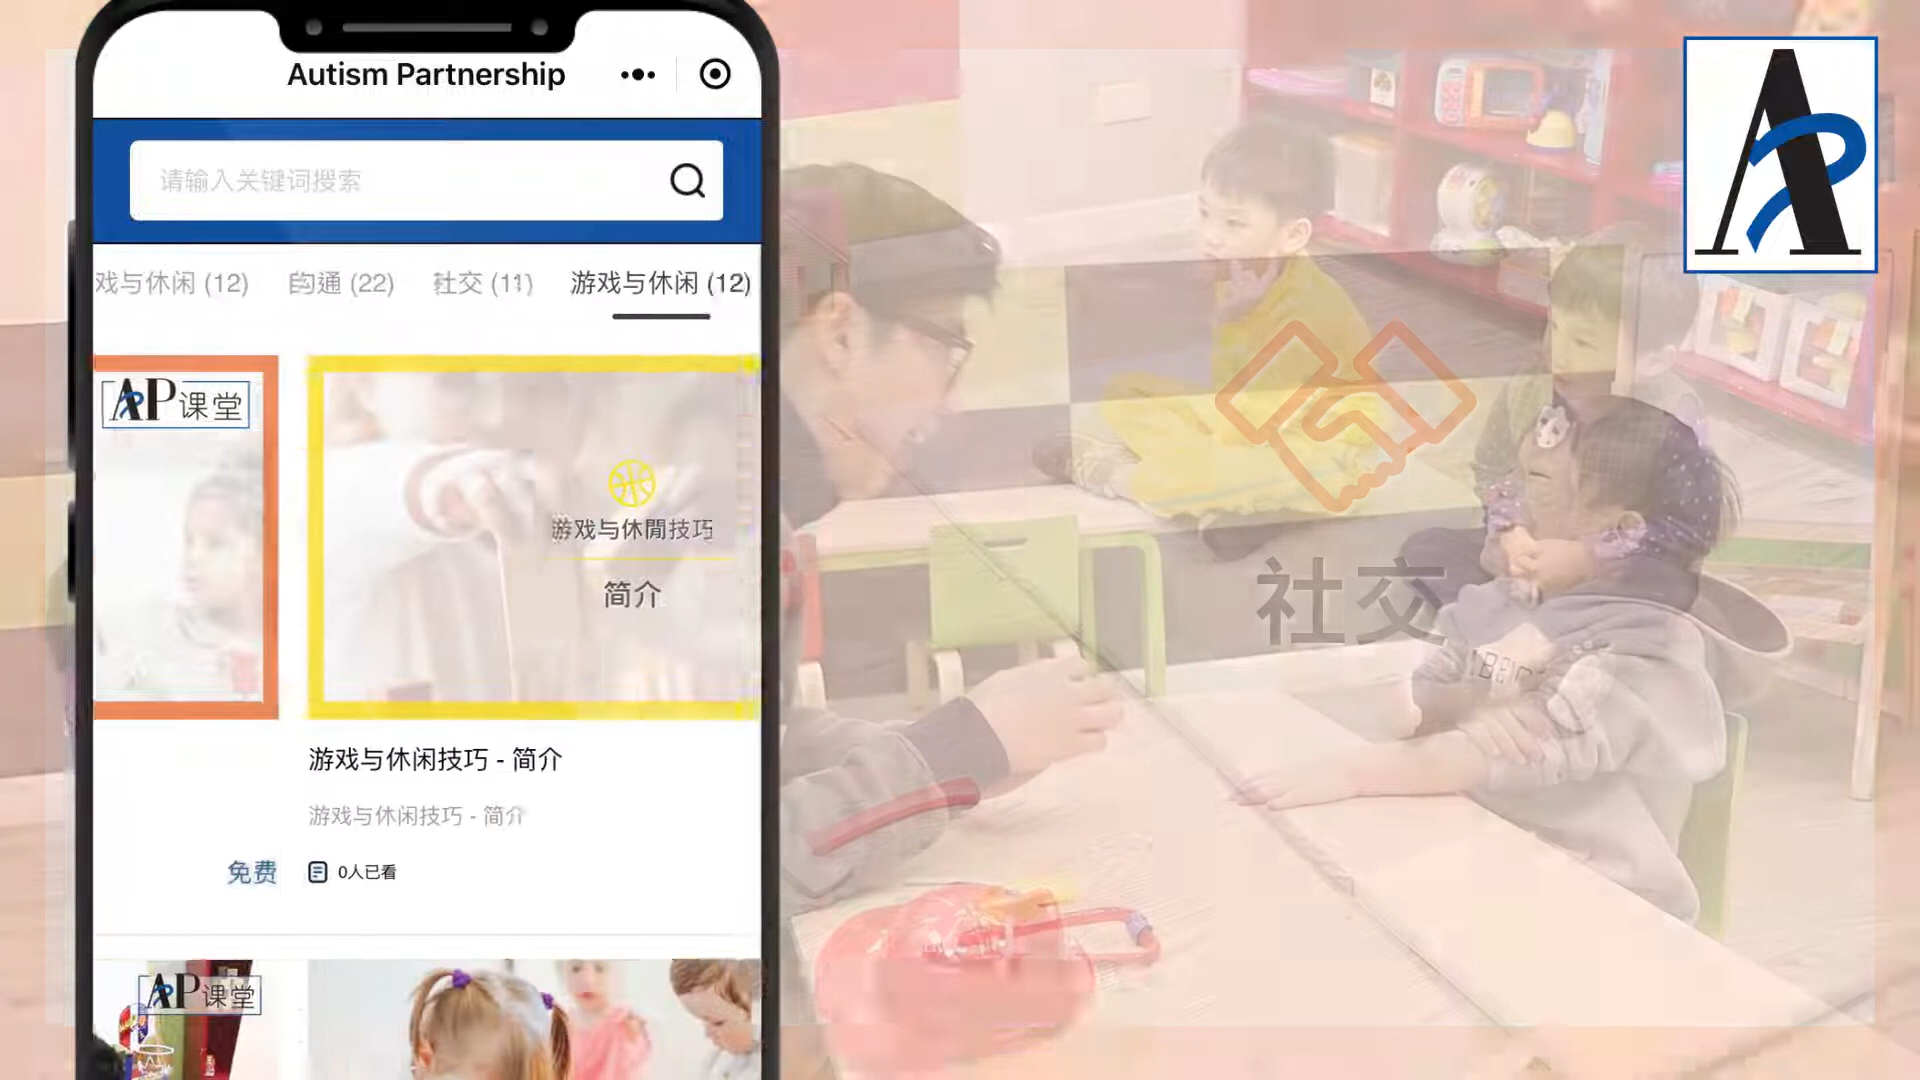 Autism Partnership
请输入关键词搜索
戏与休闲 (12)
沟通 (22)
社交 (11)
游戏与休闲 (12)
AP课堂
游戏与休閒技巧
简介
游戏与休闲技巧 - 简介
游戏与休闲技巧 - 简介
免费
0人已看
AP课堂
社交